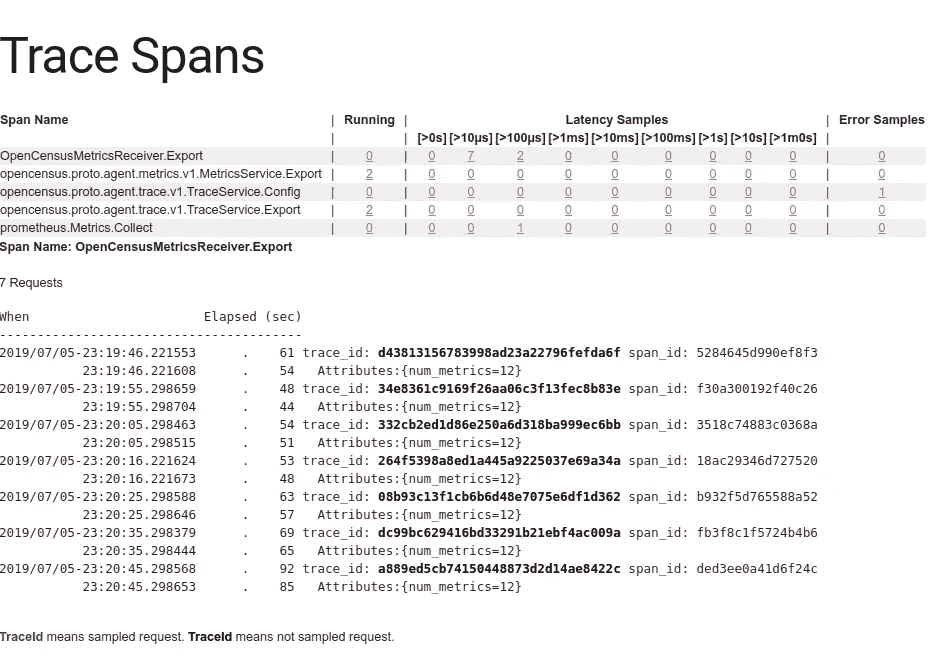 Trace Spans
Span Name | Running | Latency Samples | Error Samples
| | [>0s] [>10µs] [>100µs] [>1ms] [>10ms] [>100ms] [>1s] [>10s] [>1m0s] |
OpenCensusMetricsReceiver.Export | 0 | 0 7 2 0 0 0 0 0 0 | 0
opencensus.proto.agent.metrics.v1.MetricsService.Export | 2 | 0 0 0 0 0 0 0 0 0 | 0
opencensus.proto.agent.trace.v1.TraceService.Config | 0 | 0 0 0 0 0 0 0 0 0 | 1
opencensus.proto.agent.trace.v1.TraceService.Export | 2 | 0 0 0 0 0 0 0 0 0 | 0
prometheus.Metrics.Collect | 0 | 0 0 1 0 0 0 0 0 0 | 0
Span Name: OpenCensusMetricsReceiver.Export
7 Requests
When Elapsed (sec)
----------------------------------------
2019/07/05-23:19:46.221553 . 61 trace_id: d43813156783998ad23a22796fefda6f span_id: 5284645d990ef8f3
23:19:46.221608 . 54 Attributes:{num_metrics=12}
2019/07/05-23:19:55.298659 . 48 trace_id: 34e8361c9169f26aa06c3f13fec8b83e span_id: f30a300192f40c26
23:19:55.298704 . 44 Attributes:{num_metrics=12}
2019/07/05-23:20:05.298463 . 54 trace_id: 332cb2ed1d86e250a6d318ba999ec6bb span_id: 3518c74883c0368a
23:20:05.298515 . 51 Attributes:{num_metrics=12}
2019/07/05-23:20:16.221624 . 53 trace_id: 264f5398a8ed1a445a9225037e69a34a span_id: 18ac29346d727520
23:20:16.221673 . 48 Attributes:{num_metrics=12}
2019/07/05-23:20:25.298588 . 63 trace_id: 08b93c13f1cb6b6d48e7075e6df1d362 span_id: b932f5d765588a52
23:20:25.298646 . 57 Attributes:{num_metrics=12}
2019/07/05-23:20:35.298379 . 69 trace_id: dc99bc629416bd33291b21ebf4ac009a span_id: fb3f8c1f5724b4b6
23:20:35.298444 . 65 Attributes:{num_metrics=12}
2019/07/05-23:20:45.298568 . 92 trace_id: a889ed5cb74150448873d2d14ae8422c span_id: ded3ee0a41d6f24c
23:20:45.298653 . 85 Attributes:{num_metrics=12}
TraceId means sampled request. TraceId means not sampled request.